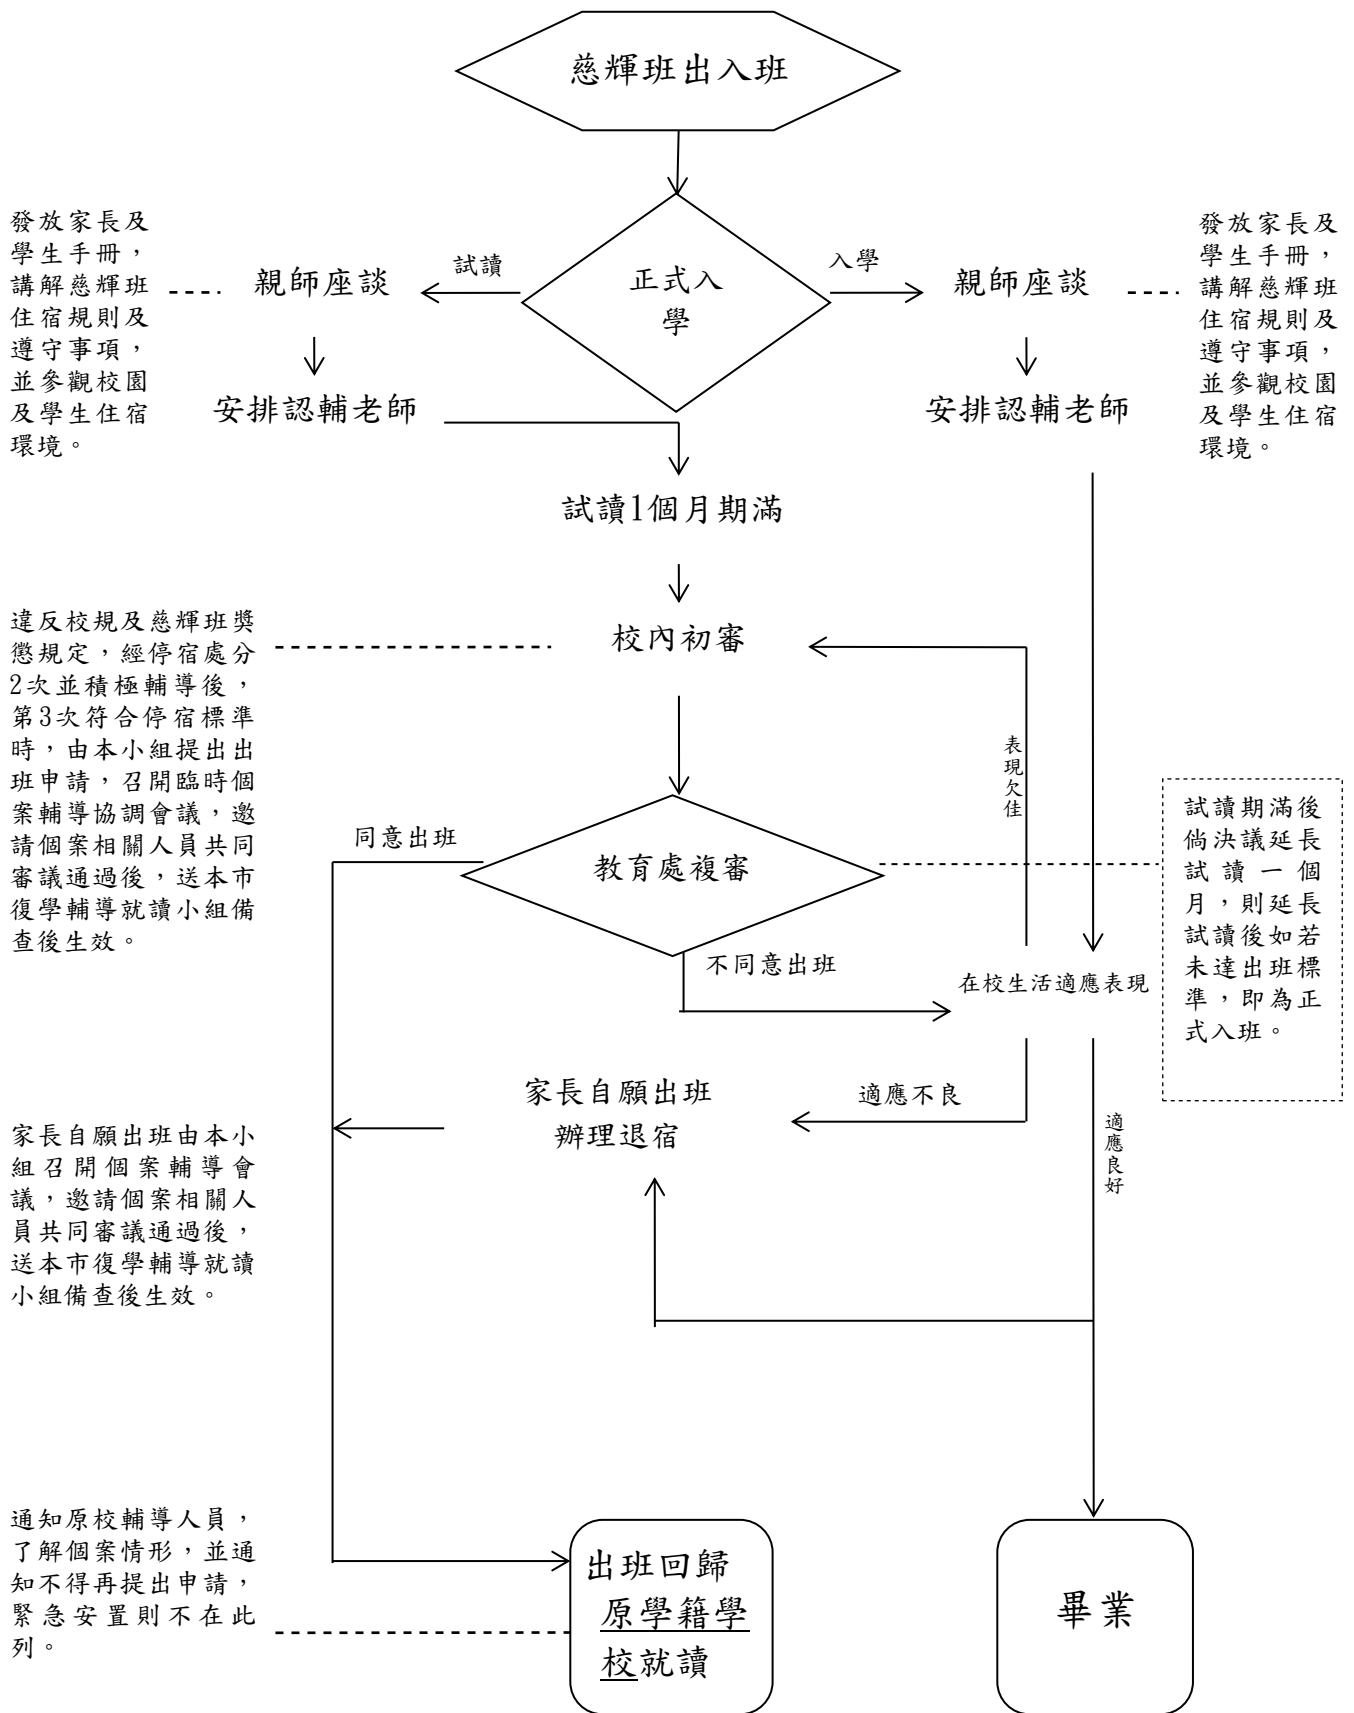 慈輝班出入班
發放家長及
學生手冊，
講解慈輝班
住宿規則及
遵守事項，
並參觀校園
及學生住宿
環境。
親師座談
試讀
正式入
學
入學
親師座談
發放家長及
學生手冊，
講解慈輝班
住宿規則及
遵守事項，
並參觀校園
及學生住宿
環境。
安排認輔老師
安排認輔老師
試讀1個月期滿
違反校規及慈輝班獎
懲規定，經停宿處分
2次並積極輔導後，
第3次符合停宿標準
時，由本小組提出出
班申請，召開臨時個
案輔導協調會議，邀
請個案相關人員共同
審議通過後，送本市
復學輔導就讀小組備
查後生效。
校內初審
表現欠佳
同意出班
教育處複審
試讀期滿後
倘決議延長
試讀一個
月，則延長
試讀後如若
未達出班標
準，即為正
式入班。
不同意出班
在校生活適應表現
家長自願出班
辦理退宿
適應不良
適應良好
家長自願出班由本小
組召開個案輔導會
議，邀請個案相關人
員共同審議通過後，
送本市復學輔導就讀
小組備查後生效。
通知原校輔導人員，
了解個案情形，並通
知不得再提出申請，
緊急安置則不在此
列。
出班回歸
原學籍學
校就讀
畢業